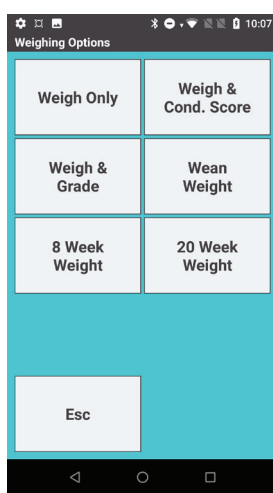 10:07
Weighing Options
Weigh Only
Weigh &
Cond. Score
Weigh &
Grade
Wean
Weight
8 Week
Weight
20 Week
Weight
Esc